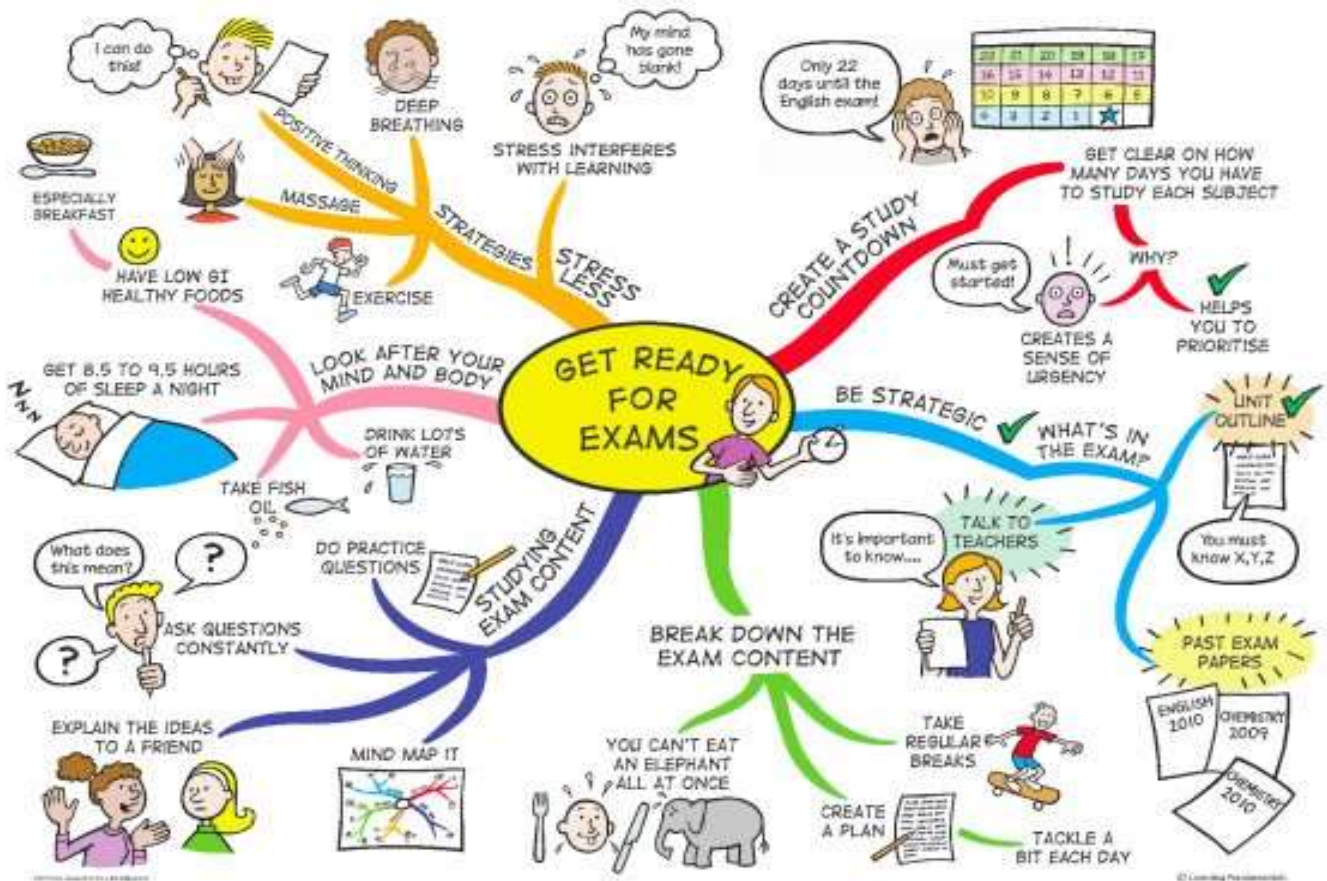 GET READY
FOR
EXAMS
CREATE A STUDY
COUNTDOWN
Only 22
days until the
English exam!
GET CLEAR ON HOW
MANY DAYS YOU HAVE
TO STUDY EACH SUBJECT
WHY?
Must get
started!
CREATES A
SENSE OF
URGENCY
HELPS
YOU TO
PRIORITISE
BE STRATEGIC
WHAT'S IN
THE EXAM?
UNIT
OUTLINE
You must
know X,Y,Z
TALK TO
TEACHERS
It's important
to know....
PAST EXAM
PAPERS
ENGLISH
2010
CHEMISTRY
2009
CHEMISTRY
2010
BREAK DOWN THE
EXAM CONTENT
TAKE
REGULAR
BREAKS
CREATE
A PLAN
TACKLE A
BIT EACH DAY
YOU CAN'T EAT
AN ELEPHANT
ALL AT ONCE
STUDYING
EXAM CONTENT
DO PRACTICE
QUESTIONS
What does
this mean?
?
?
ASK QUESTIONS
CONSTANTLY
EXPLAIN THE IDEAS
TO A FRIEND
MIND MAP IT
LOOK AFTER YOUR
MIND AND BODY
HAVE LOW GI
HEALTHY FOODS
ESPECIALLY
BREAKFAST
GET 8.5 TO 9.5 HOURS
OF SLEEP A NIGHT
ZZZ
TAKE FISH
OIL
DRINK LOTS
OF WATER
STRESS
LESS
STRESS INTERFERES
WITH LEARNING
My mind
has gone
blank!
STRATEGIES
DEEP
BREATHING
POSITIVE THINKING
I can do
this!
MASSAGE
EXERCISE
© Learning Fundamentals